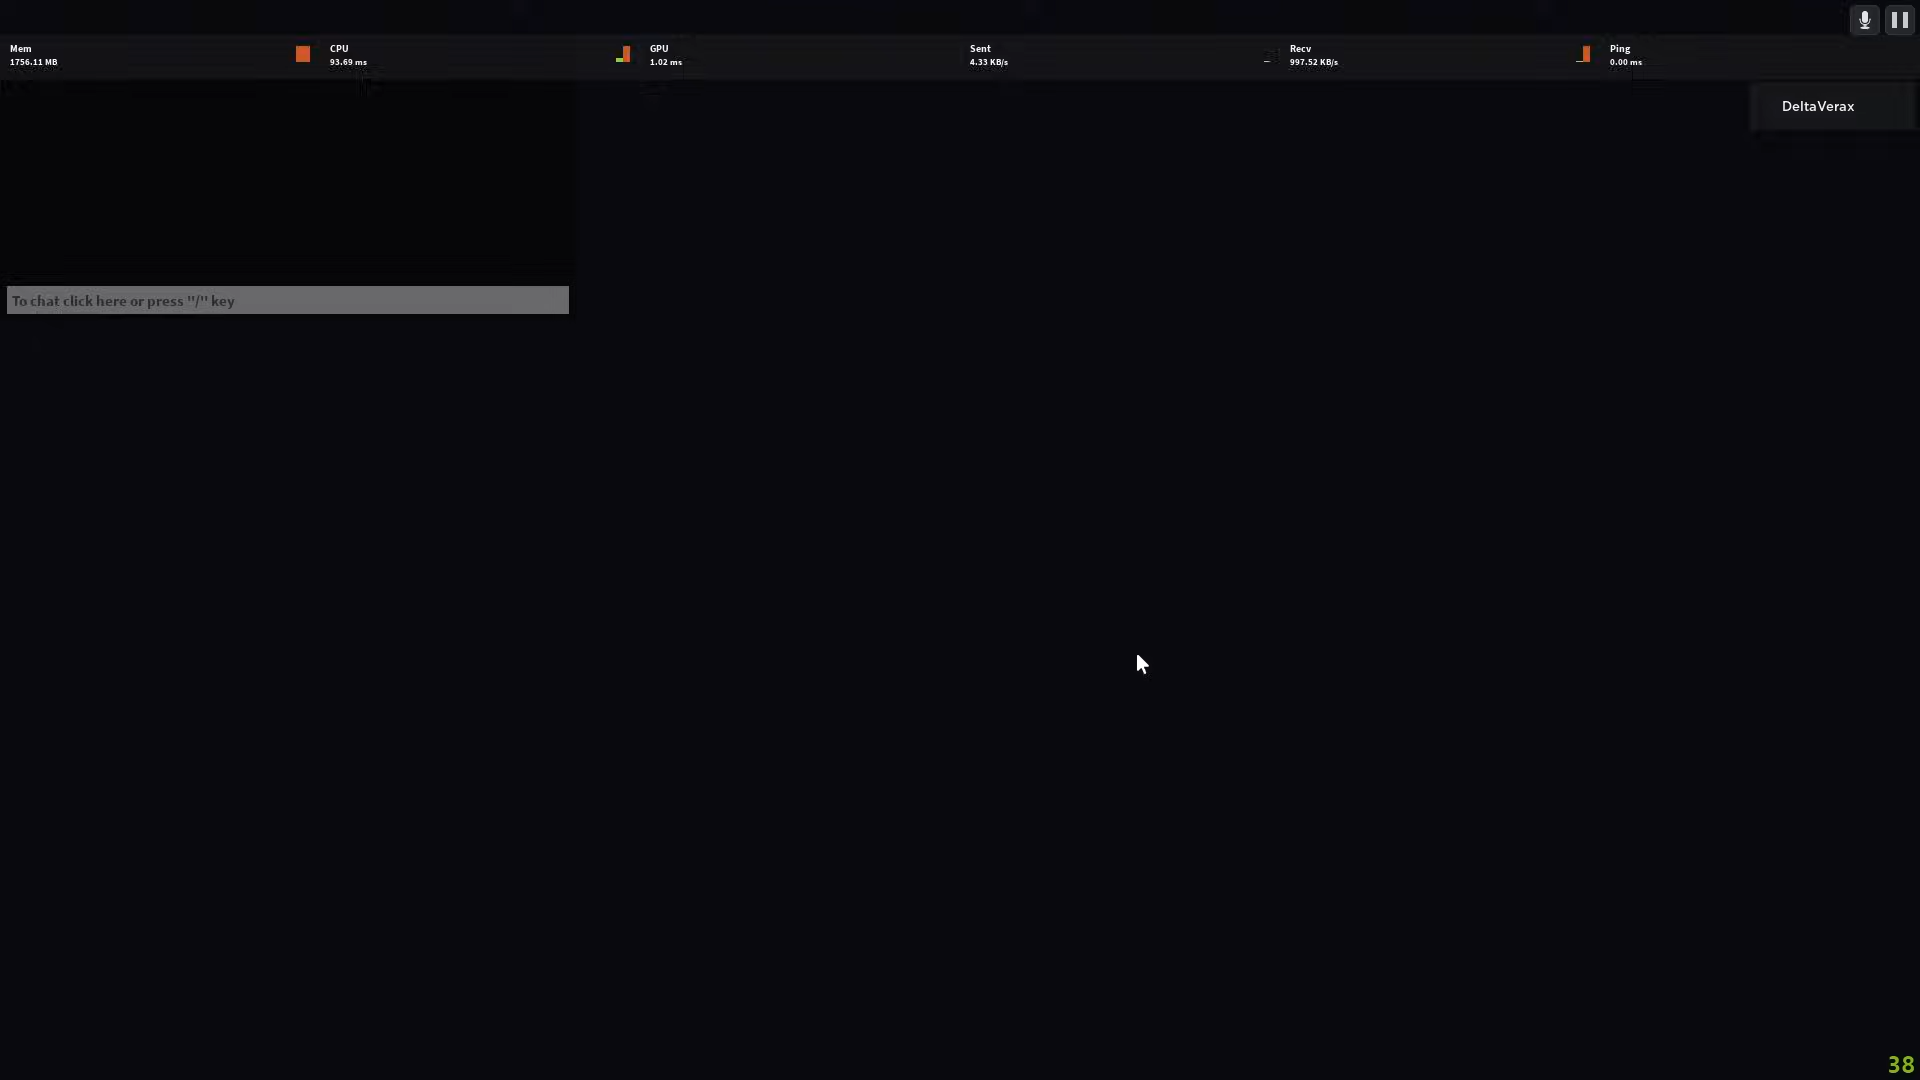 Mem
1756.11 MB
CPU
93.69 ms
GPU
1.02 ms
Sent
4.33 KB/s
Recv
997.52 KB/s
Ping
0.00 ms
DeltaVerax
To chat click here or press "/" key
38